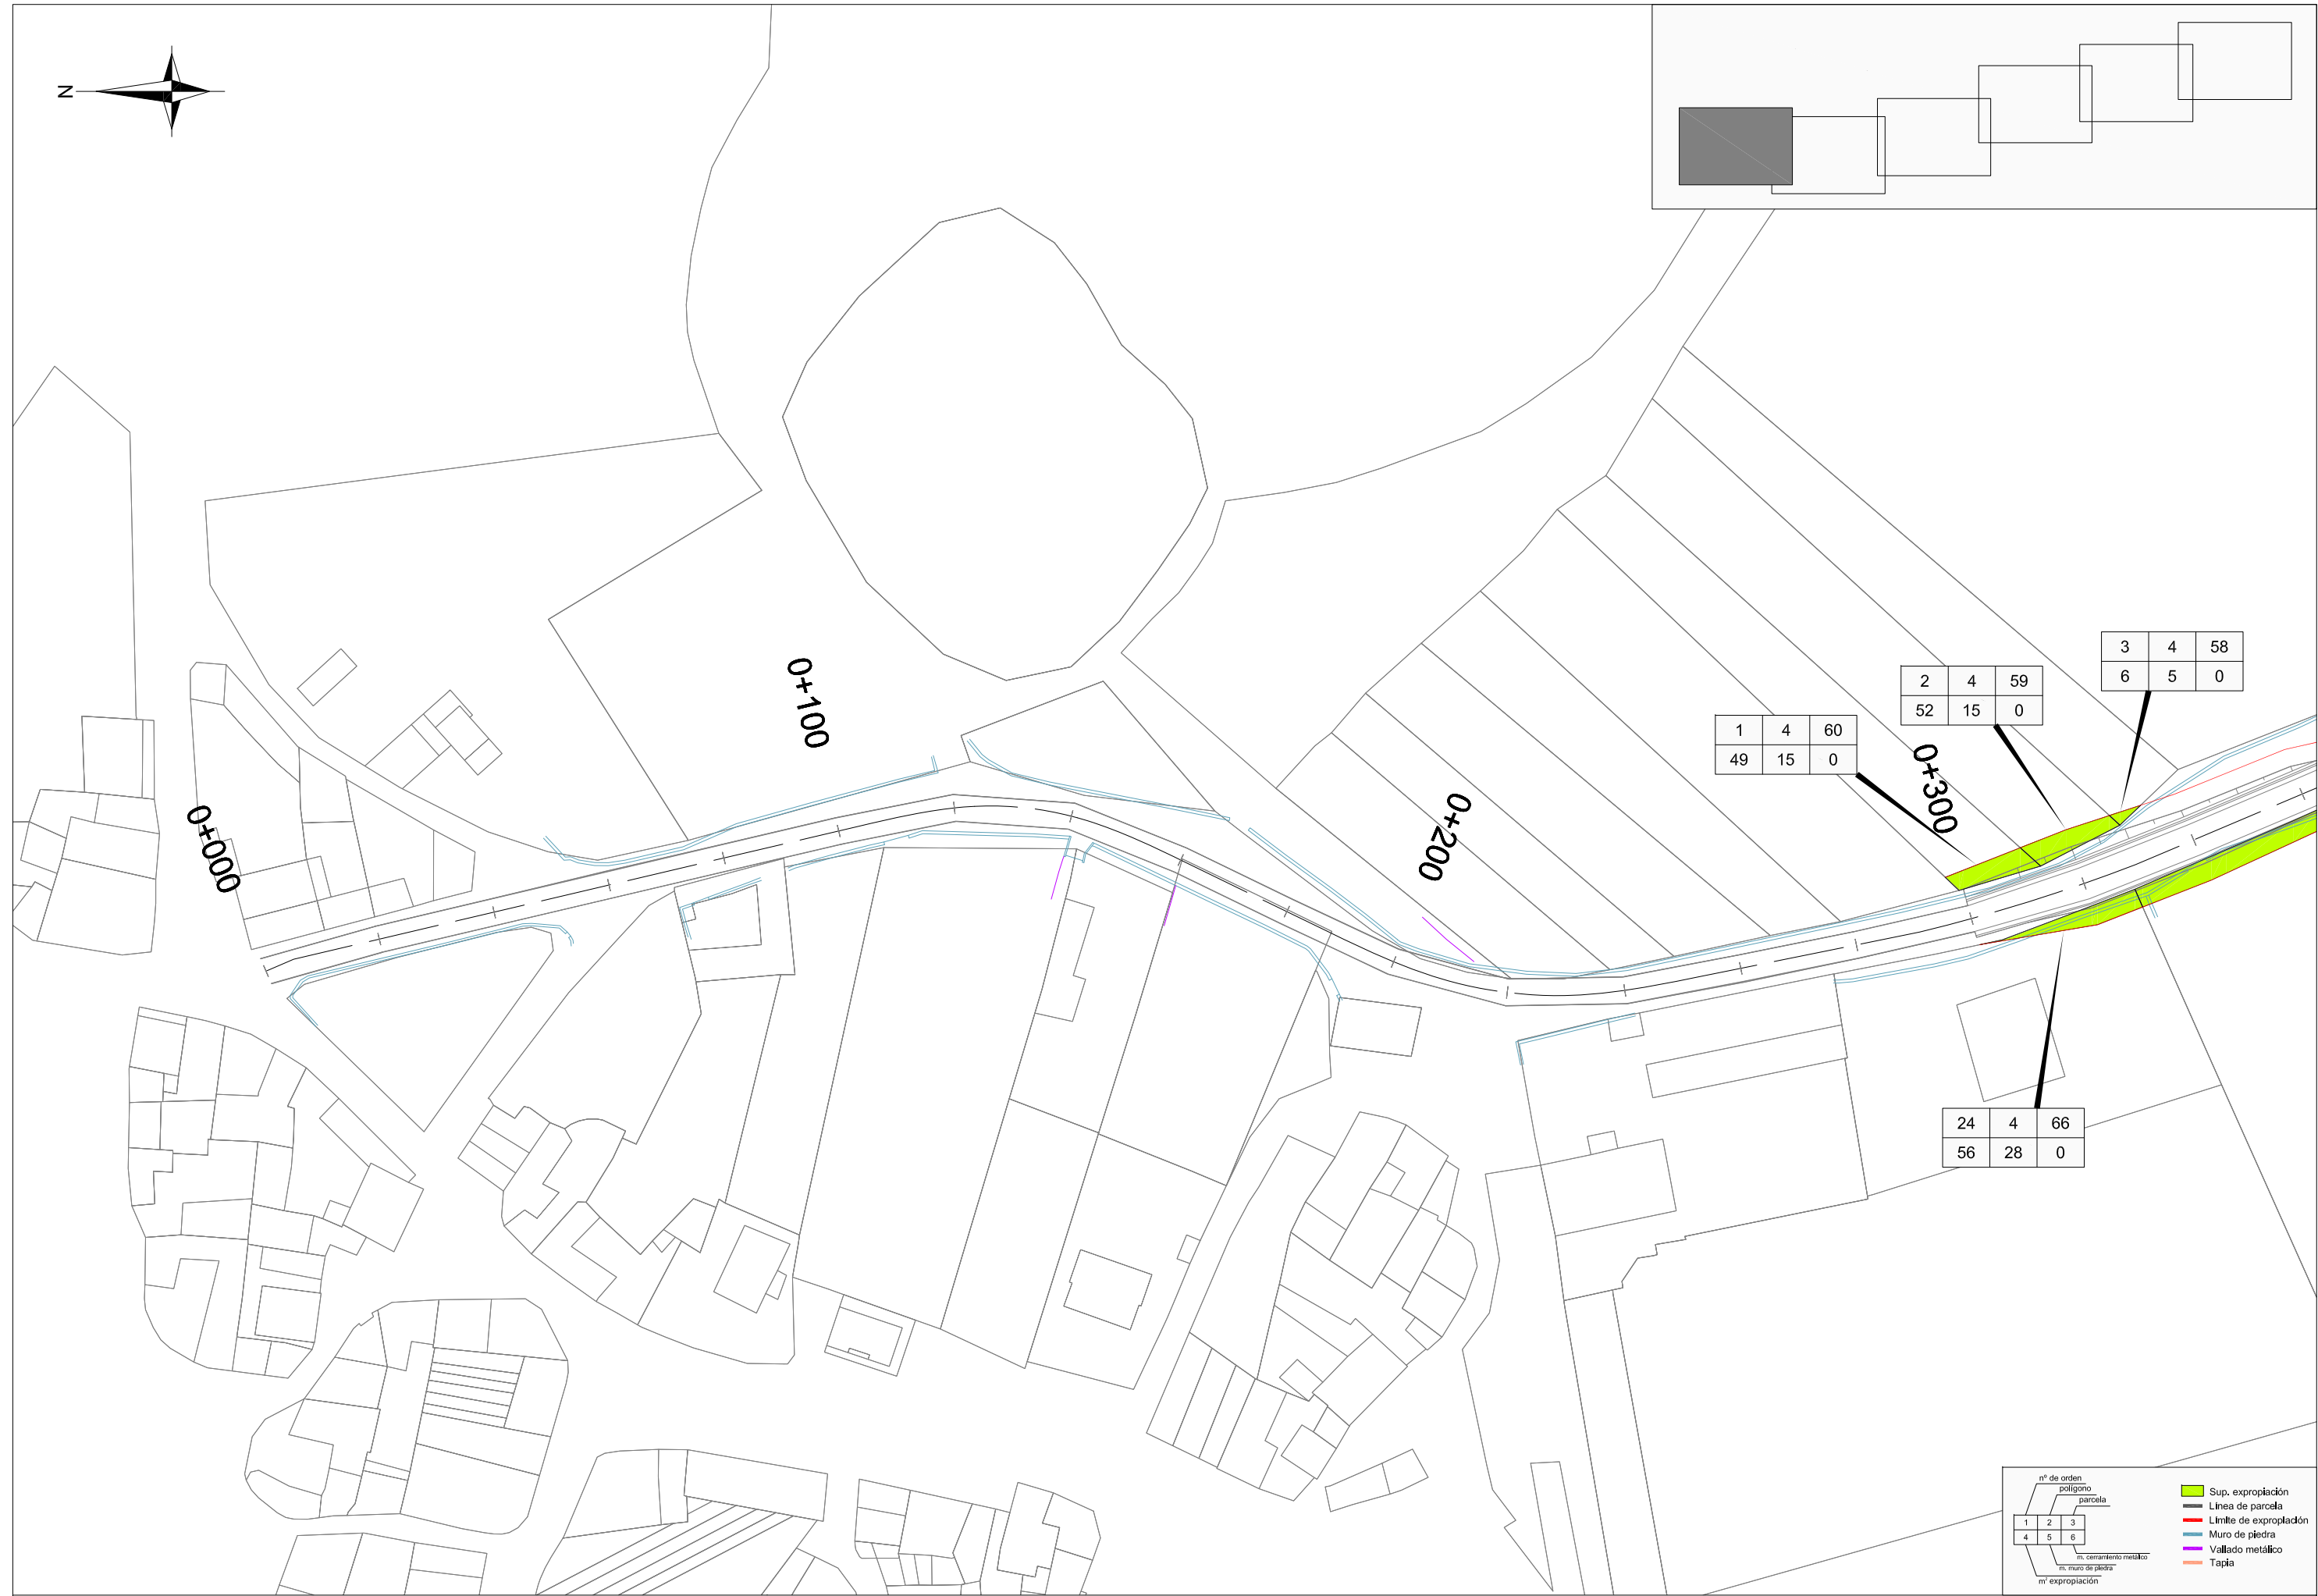 N
0+000
0+100
0+200
0+300
3 4 58
6 5 0
2 4 59
52 15 0
1 4 60
49 15 0
24 4 66
56 28 0
nº de orden
polígono
parcela
1 2 3
4 5 6
m. cerramiento metálico
m. muro de piedra
m² expropiación
Sup. expropiación
Línea de parcela
Límite de expropiación
Muro de piedra
Vallado metálico
Tapia